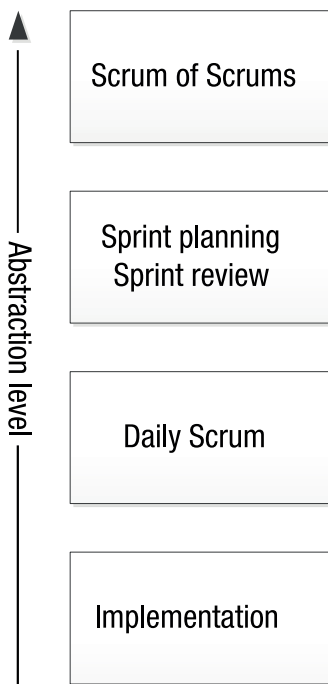 Scrum of Scrums
Sprint planning
Sprint review
Abstraction level
Daily Scrum
Implementation